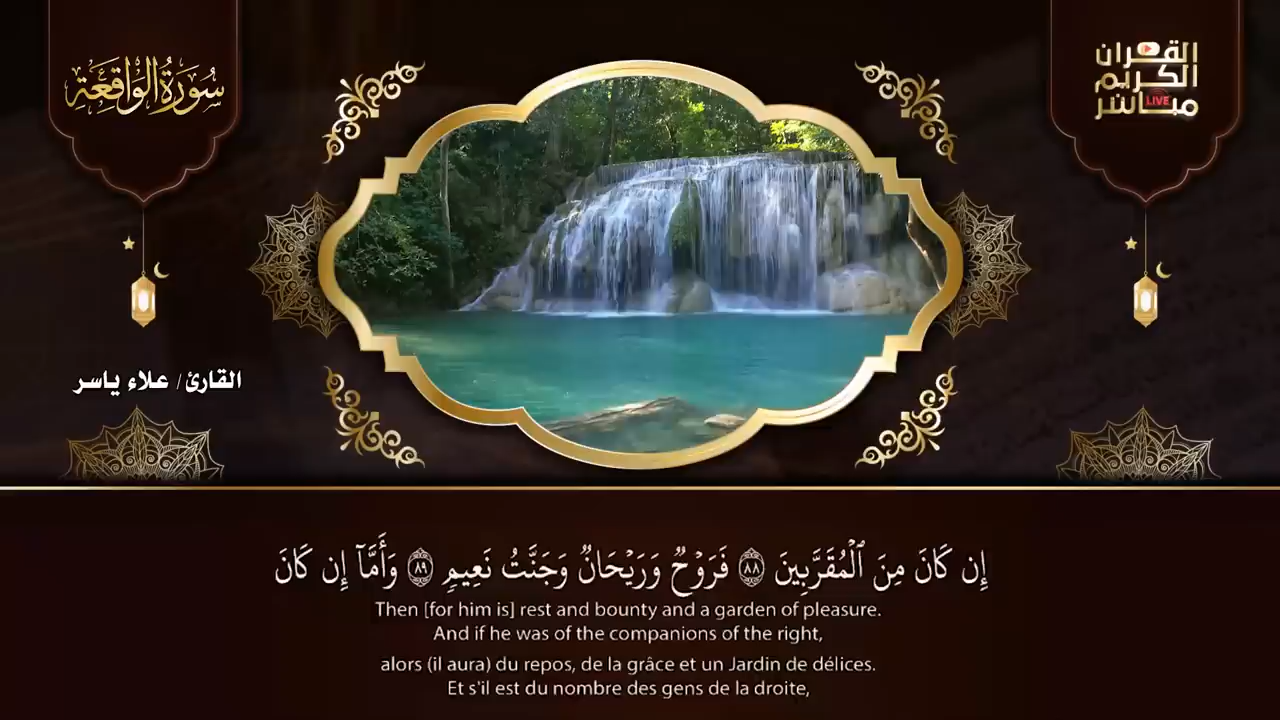 سُورَةُ الْوَاقِعَة
القرآن
الكريم
مباشر
LIVE
القارئ/ علاء ياسر
إِن كَانَ مِنَ ٱلْمُقَرَّبِينَ ٨٨ فَرَوْحٌ وَرَيْحَانٌ وَجَنَّتُ نَعِيمٍ ٨٩ وَأَمَّآ إِن كَانَ
Then [for him is] rest and bounty and a garden of pleasure.
And if he was of the companions of the right,
alors (il aura) du repos, de la grâce et un Jardin de délices.
Et s'il est du nombre des gens de la droite,